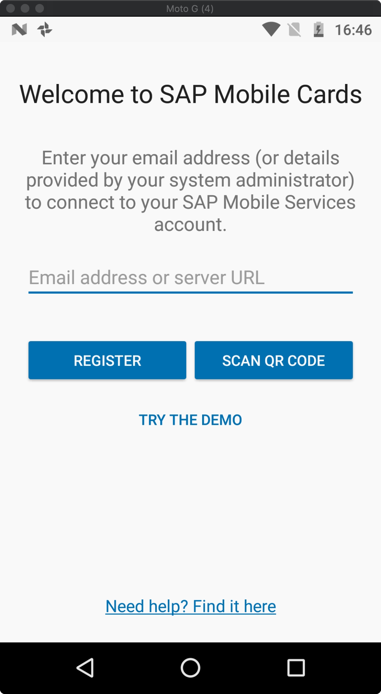 Moto G (4)
16:46
Welcome to SAP Mobile Cards
Enter your email address (or details
provided by your system administrator)
to connect to your SAP Mobile Services
account.
Email address or server URL
REGISTER
SCAN QR CODE
TRY THE DEMO
Need help? Find it here